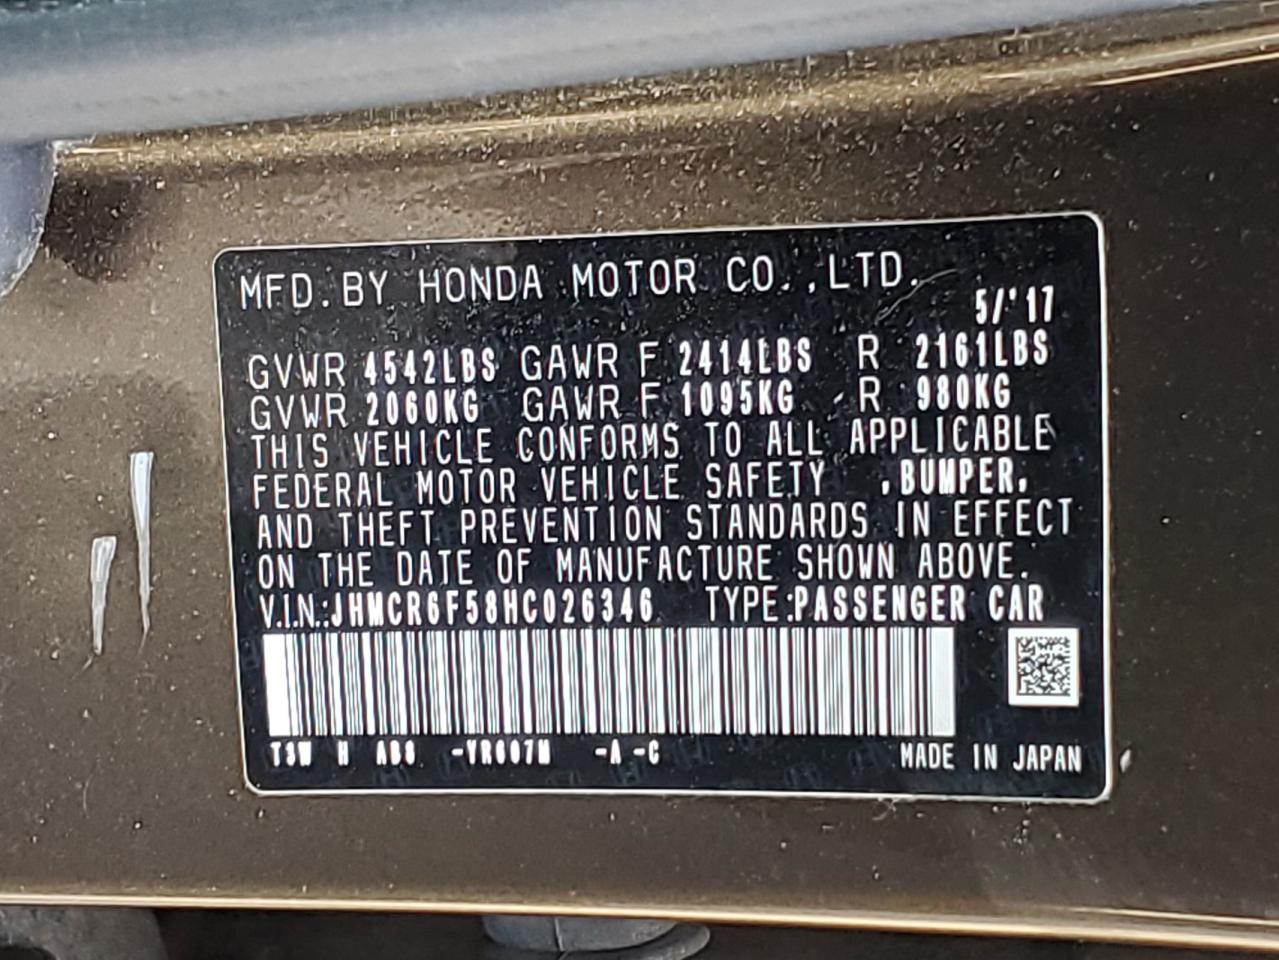 MFD. BY HONDA MOTOR CO., LTD.
5/'17
GVWR 4542LBS GAWR F 2414LBS R 2161LBS
GVWR 2060KG GAWR F 1095KG R 980KG
THIS VEHICLE CONFORMS TO ALL APPLICABLE
FEDERAL MOTOR VEHICLE SAFETY ,BUMPER,
AND THEFT PREVENTION STANDARDS IN EFFECT
ON THE DATE OF MANUFACTURE SHOWN ABOVE.
V.I.N.:JHMCR6F58HC026346 TYPE:PASSENGER CAR
-A -C
MADE IN JAPAN